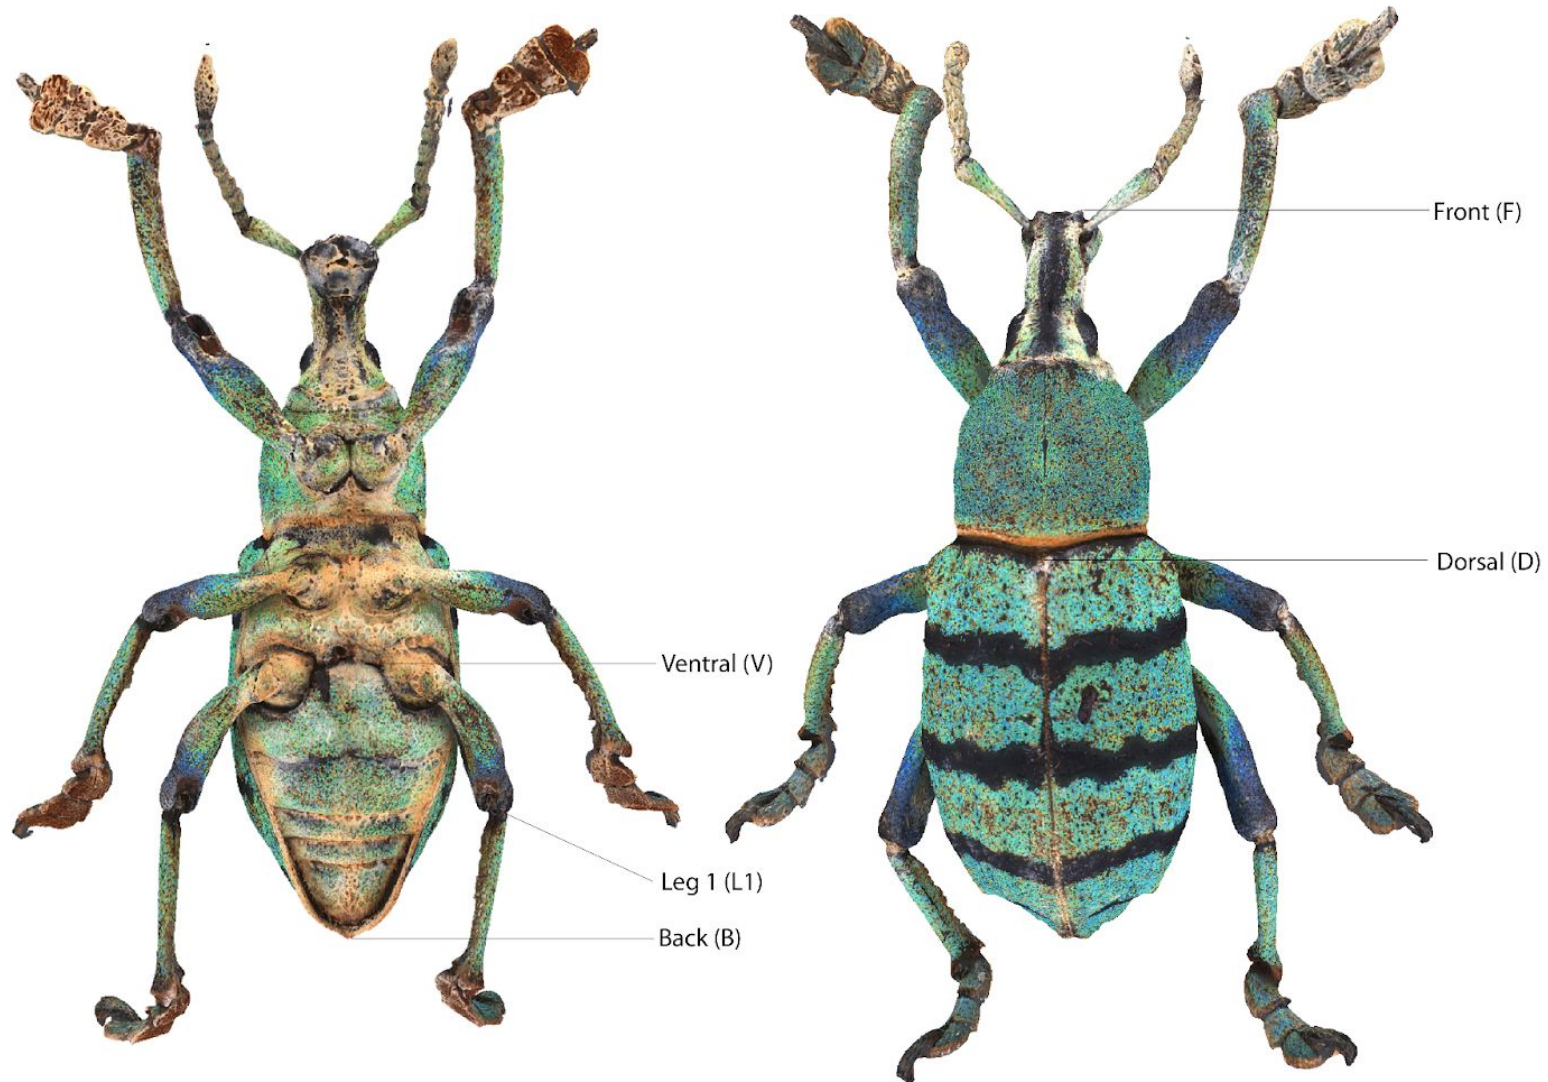 Front (F)
Dorsal (D)
Ventral (V)
Leg 1 (L1)
Back (B)